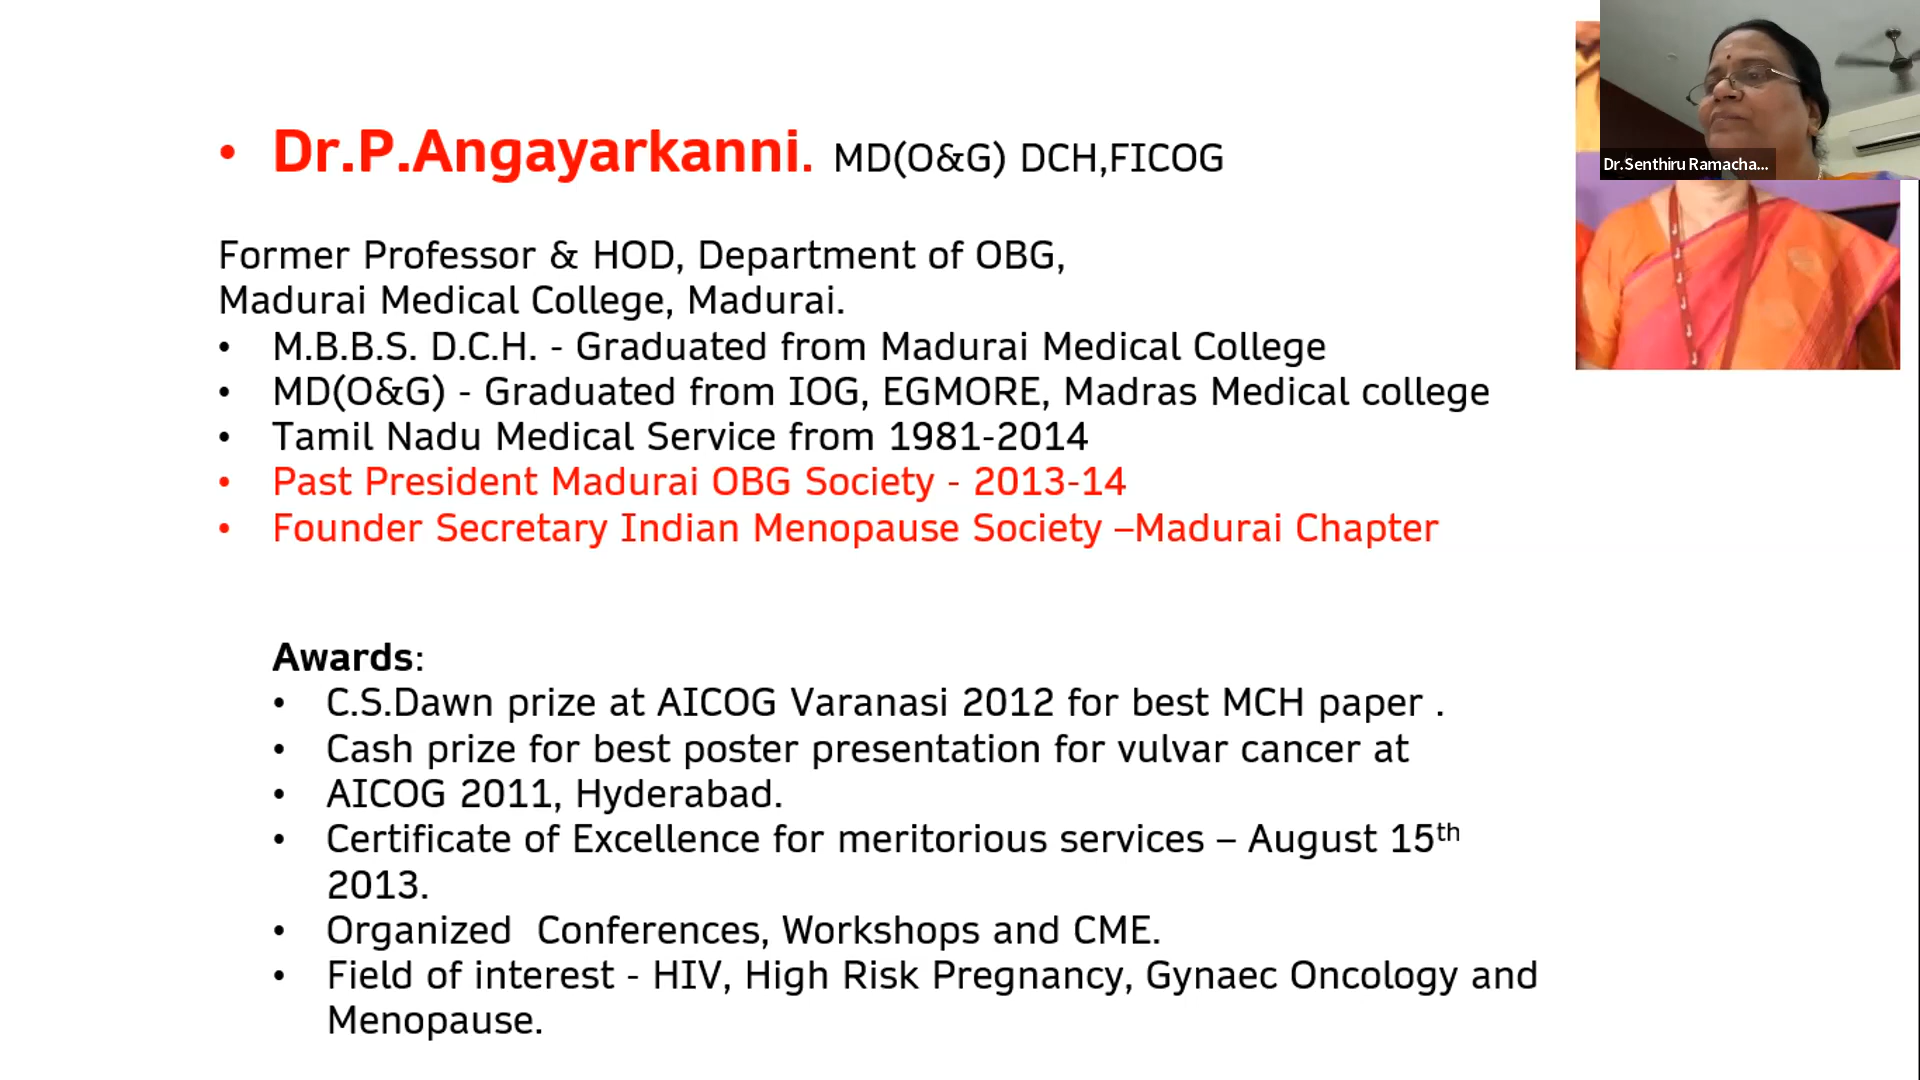 • Dr.P.Angayarkanni. MD(O&G) DCH,FICOG
Dr.Senthiru Ramacha...
Former Professor & HOD, Department of OBG,
Madurai Medical College, Madurai.
• M.B.B.S. D.C.H. - Graduated from Madurai Medical College
• MD(O&G) - Graduated from IOG, EGMORE, Madras Medical college
• Tamil Nadu Medical Service from 1981-2014
• Past President Madurai OBG Society - 2013-14
• Founder Secretary Indian Menopause Society –Madurai Chapter
Awards:
• C.S.Dawn prize at AICOG Varanasi 2012 for best MCH paper .
• Cash prize for best poster presentation for vulvar cancer at
• AICOG 2011, Hyderabad.
• Certificate of Excellence for meritorious services – August 15th
2013.
• Organized  Conferences, Workshops and CME.
• Field of interest - HIV, High Risk Pregnancy, Gynaec Oncology and
Menopause.